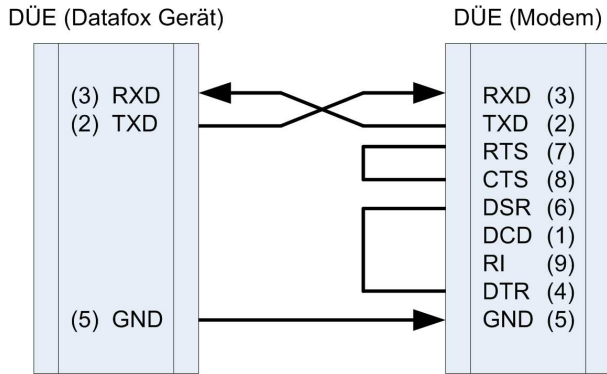 DÜE (Datafox Gerät)
DÜE (Modem)
(3) RXD
(2) TXD
(5) GND
RXD (3)
TXD (2)
RTS (7)
CTS (8)
DSR (6)
DCD (1)
RI (9)
DTR (4)
GND (5)